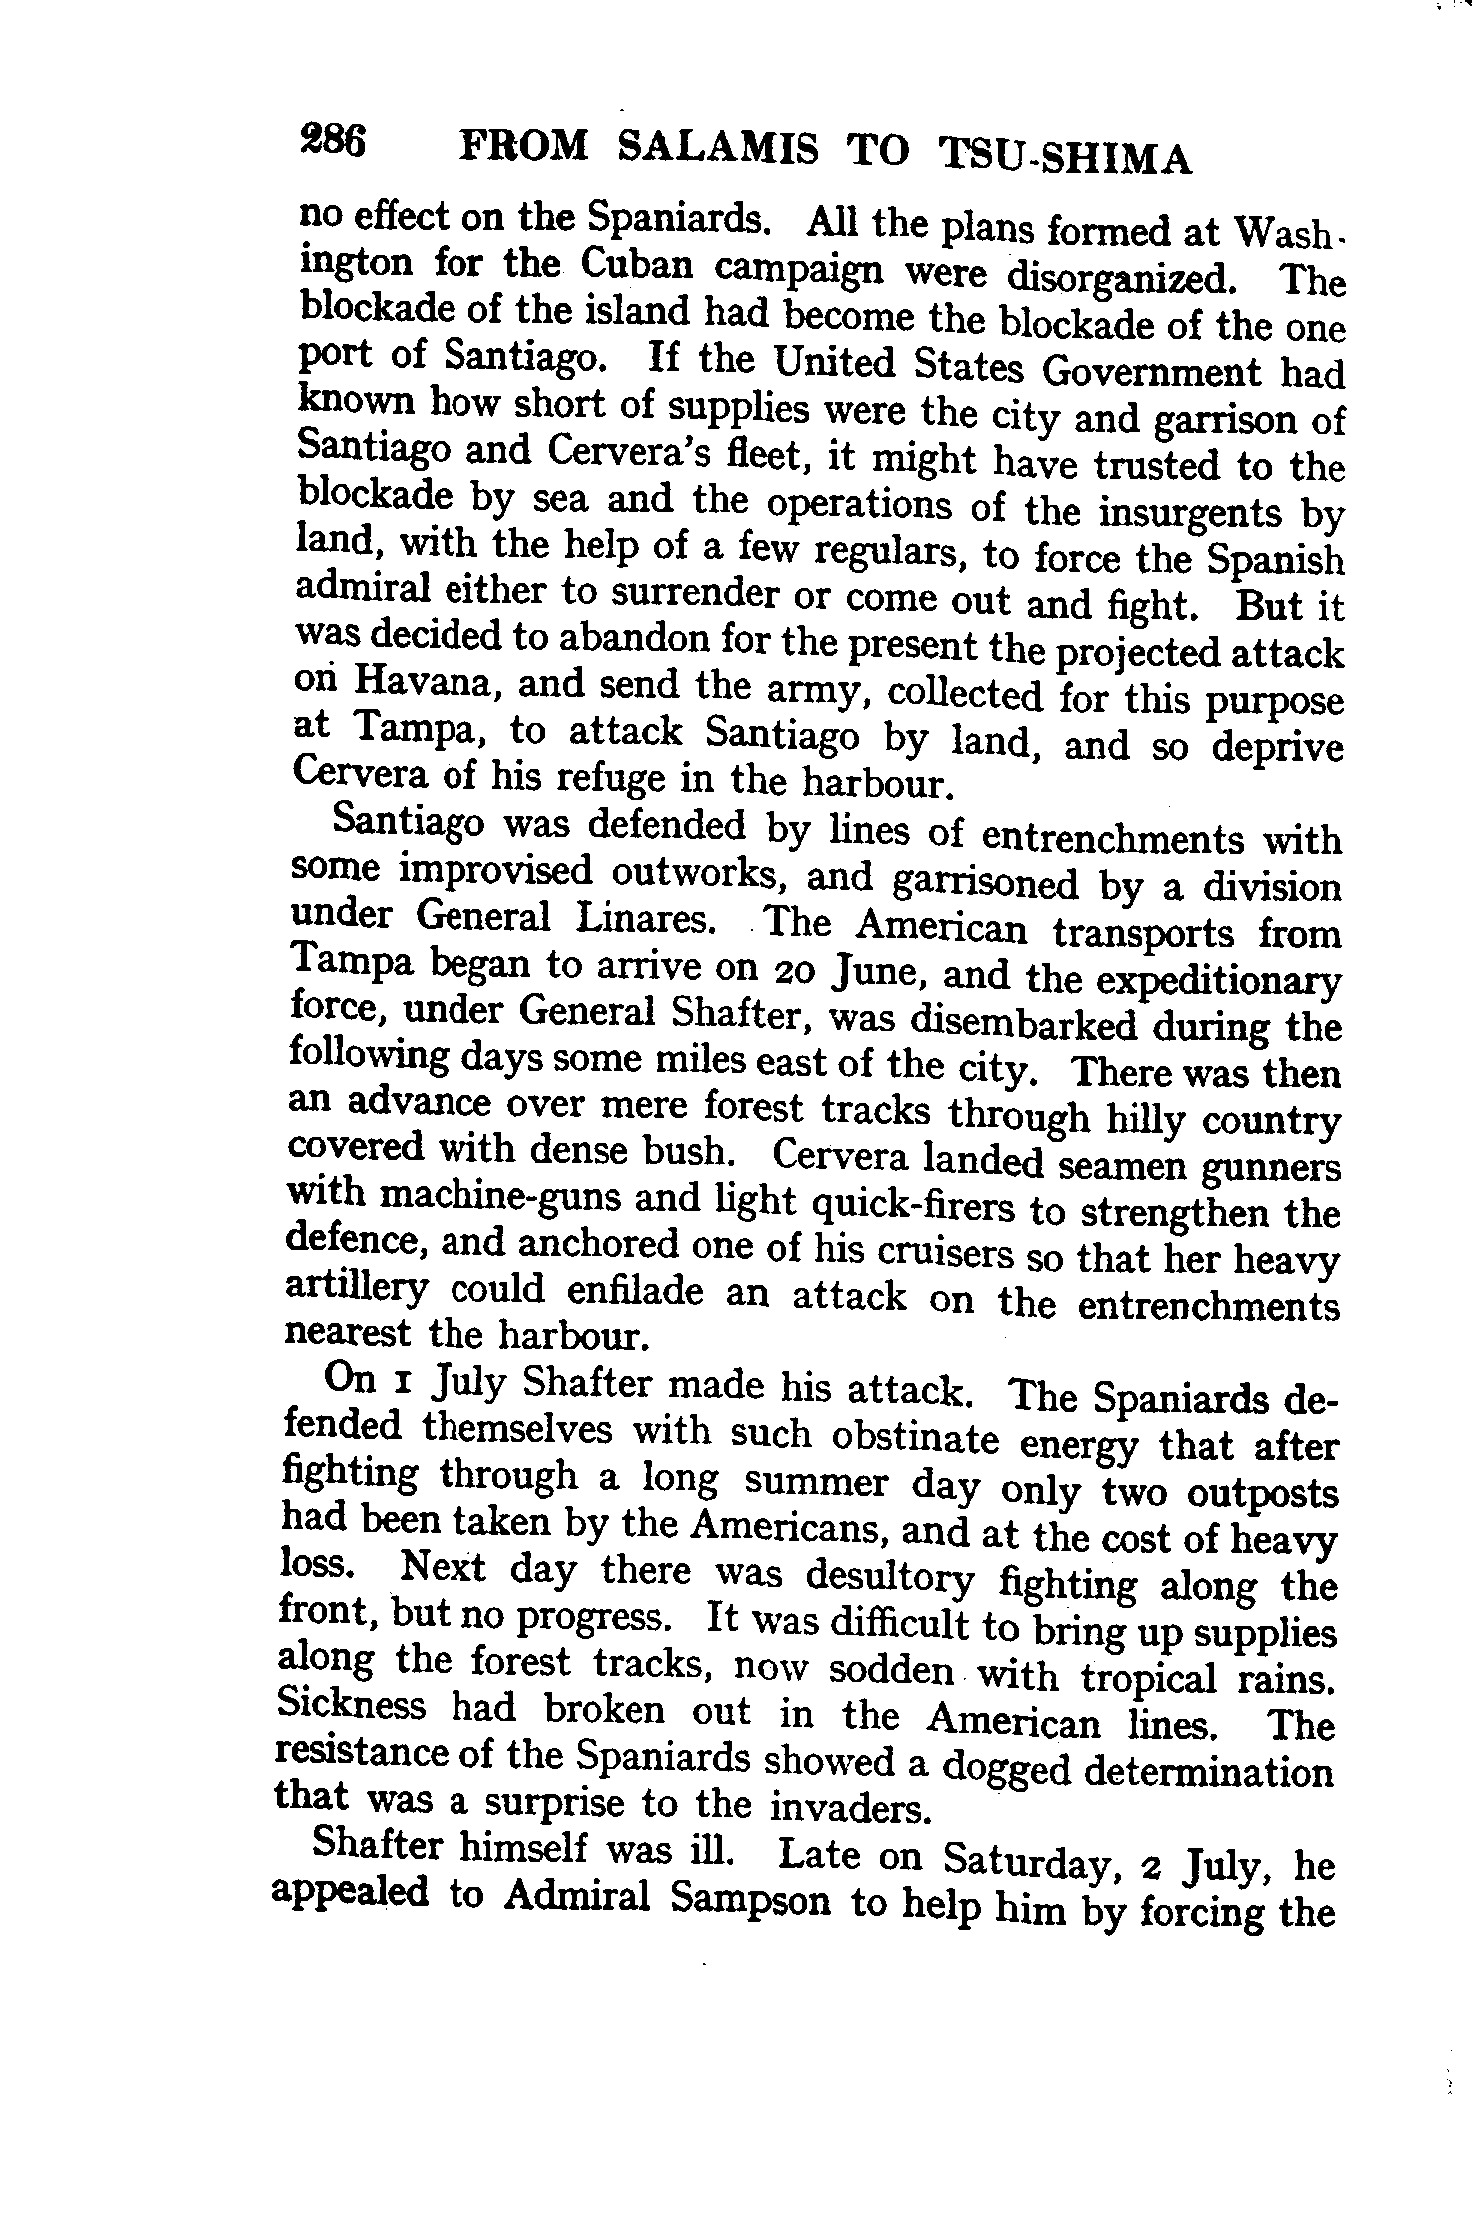 286 FROM SALAMIS TO TSU-SHIMA
no effect on the Spaniards. All the plans formed at Wash-
ington for the Cuban campaign were disorganized. The
blockade of the island had become the blockade of the one
port of Santiago. If the United States Government had
known how short of supplies were the city and garrison of
Santiago and Cervera's fleet, it might have trusted to the
blockade by sea and the operations of the insurgents by
land, with the help of a few regulars, to force the Spanish
admiral either to surrender or come out and fight. But it
was decided to abandon for the present the projected attack
on Havana, and send the army, collected for this purpose
at Tampa, to attack Santiago by land, and so deprive
Cervera of his refuge in the harbour.
Santiago was defended by lines of entrenchments with
some improvised outworks, and garrisoned by a division
under General Linares. The American transports from
Tampa began to arrive on 20 June, and the expeditionary
force, under General Shafter, was disembarked during the
following days some miles east of the city. There was then
an advance over mere forest tracks through hilly country
covered with dense bush. Cervera landed seamen gunners
with machine-guns and light quick-firers to strengthen the
defence, and anchored one of his cruisers so that her heavy
artillery could enfilade an attack on the entrenchments
nearest the harbour.
On 1 July Shafter made his attack. The Spaniards de-
fended themselves with such obstinate energy that after
fighting through a long summer day only two outposts
had been taken by the Americans, and at the cost of heavy
loss. Next day there was desultory fighting along the
front, but no progress. It was difficult to bring up supplies
along the forest tracks, now sodden with tropical rains.
Sickness had broken out in the American lines. The
resistance of the Spaniards showed a dogged determination
that was a surprise to the invaders.
Shafter himself was ill. Late on Saturday, 2 July, he
appealed to Admiral Sampson to help him by forcing the